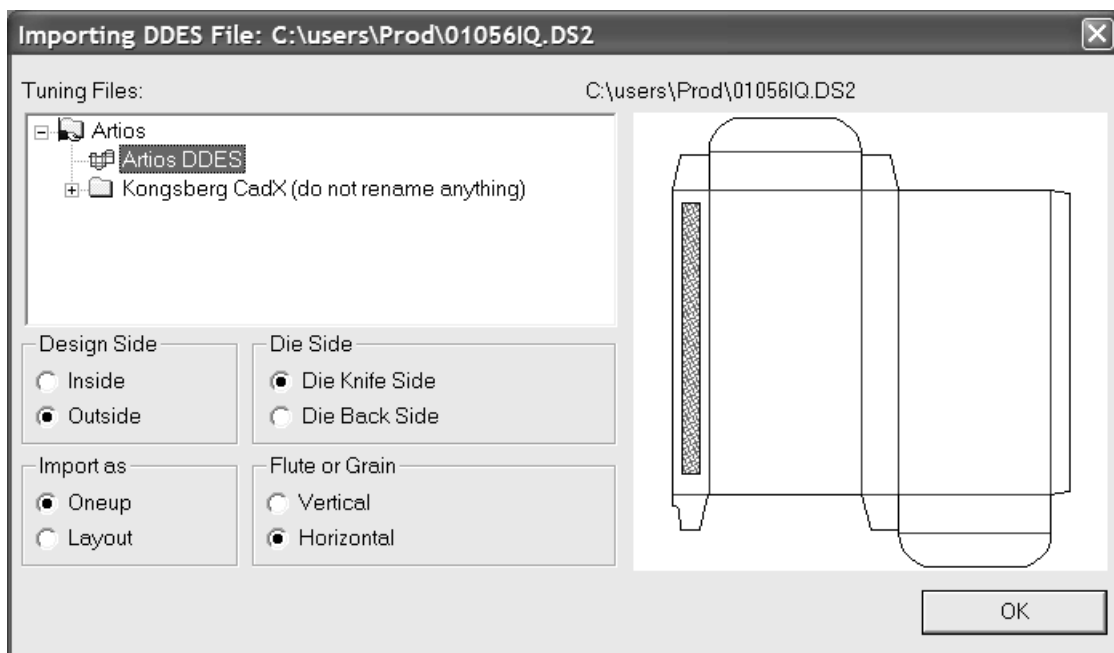 Importing DDES File: C:\users\Prod\01056IQ.DS2
Tuning Files:
C:\users\Prod\01056IQ.DS2
Artios
Artios DDES
Kongsberg CadX (do not rename anything)
Design Side
Inside
Outside
Die Side
Die Knife Side
Die Back Side
Import as
Oneup
Layout
Flute or Grain
Vertical
Horizontal
OK